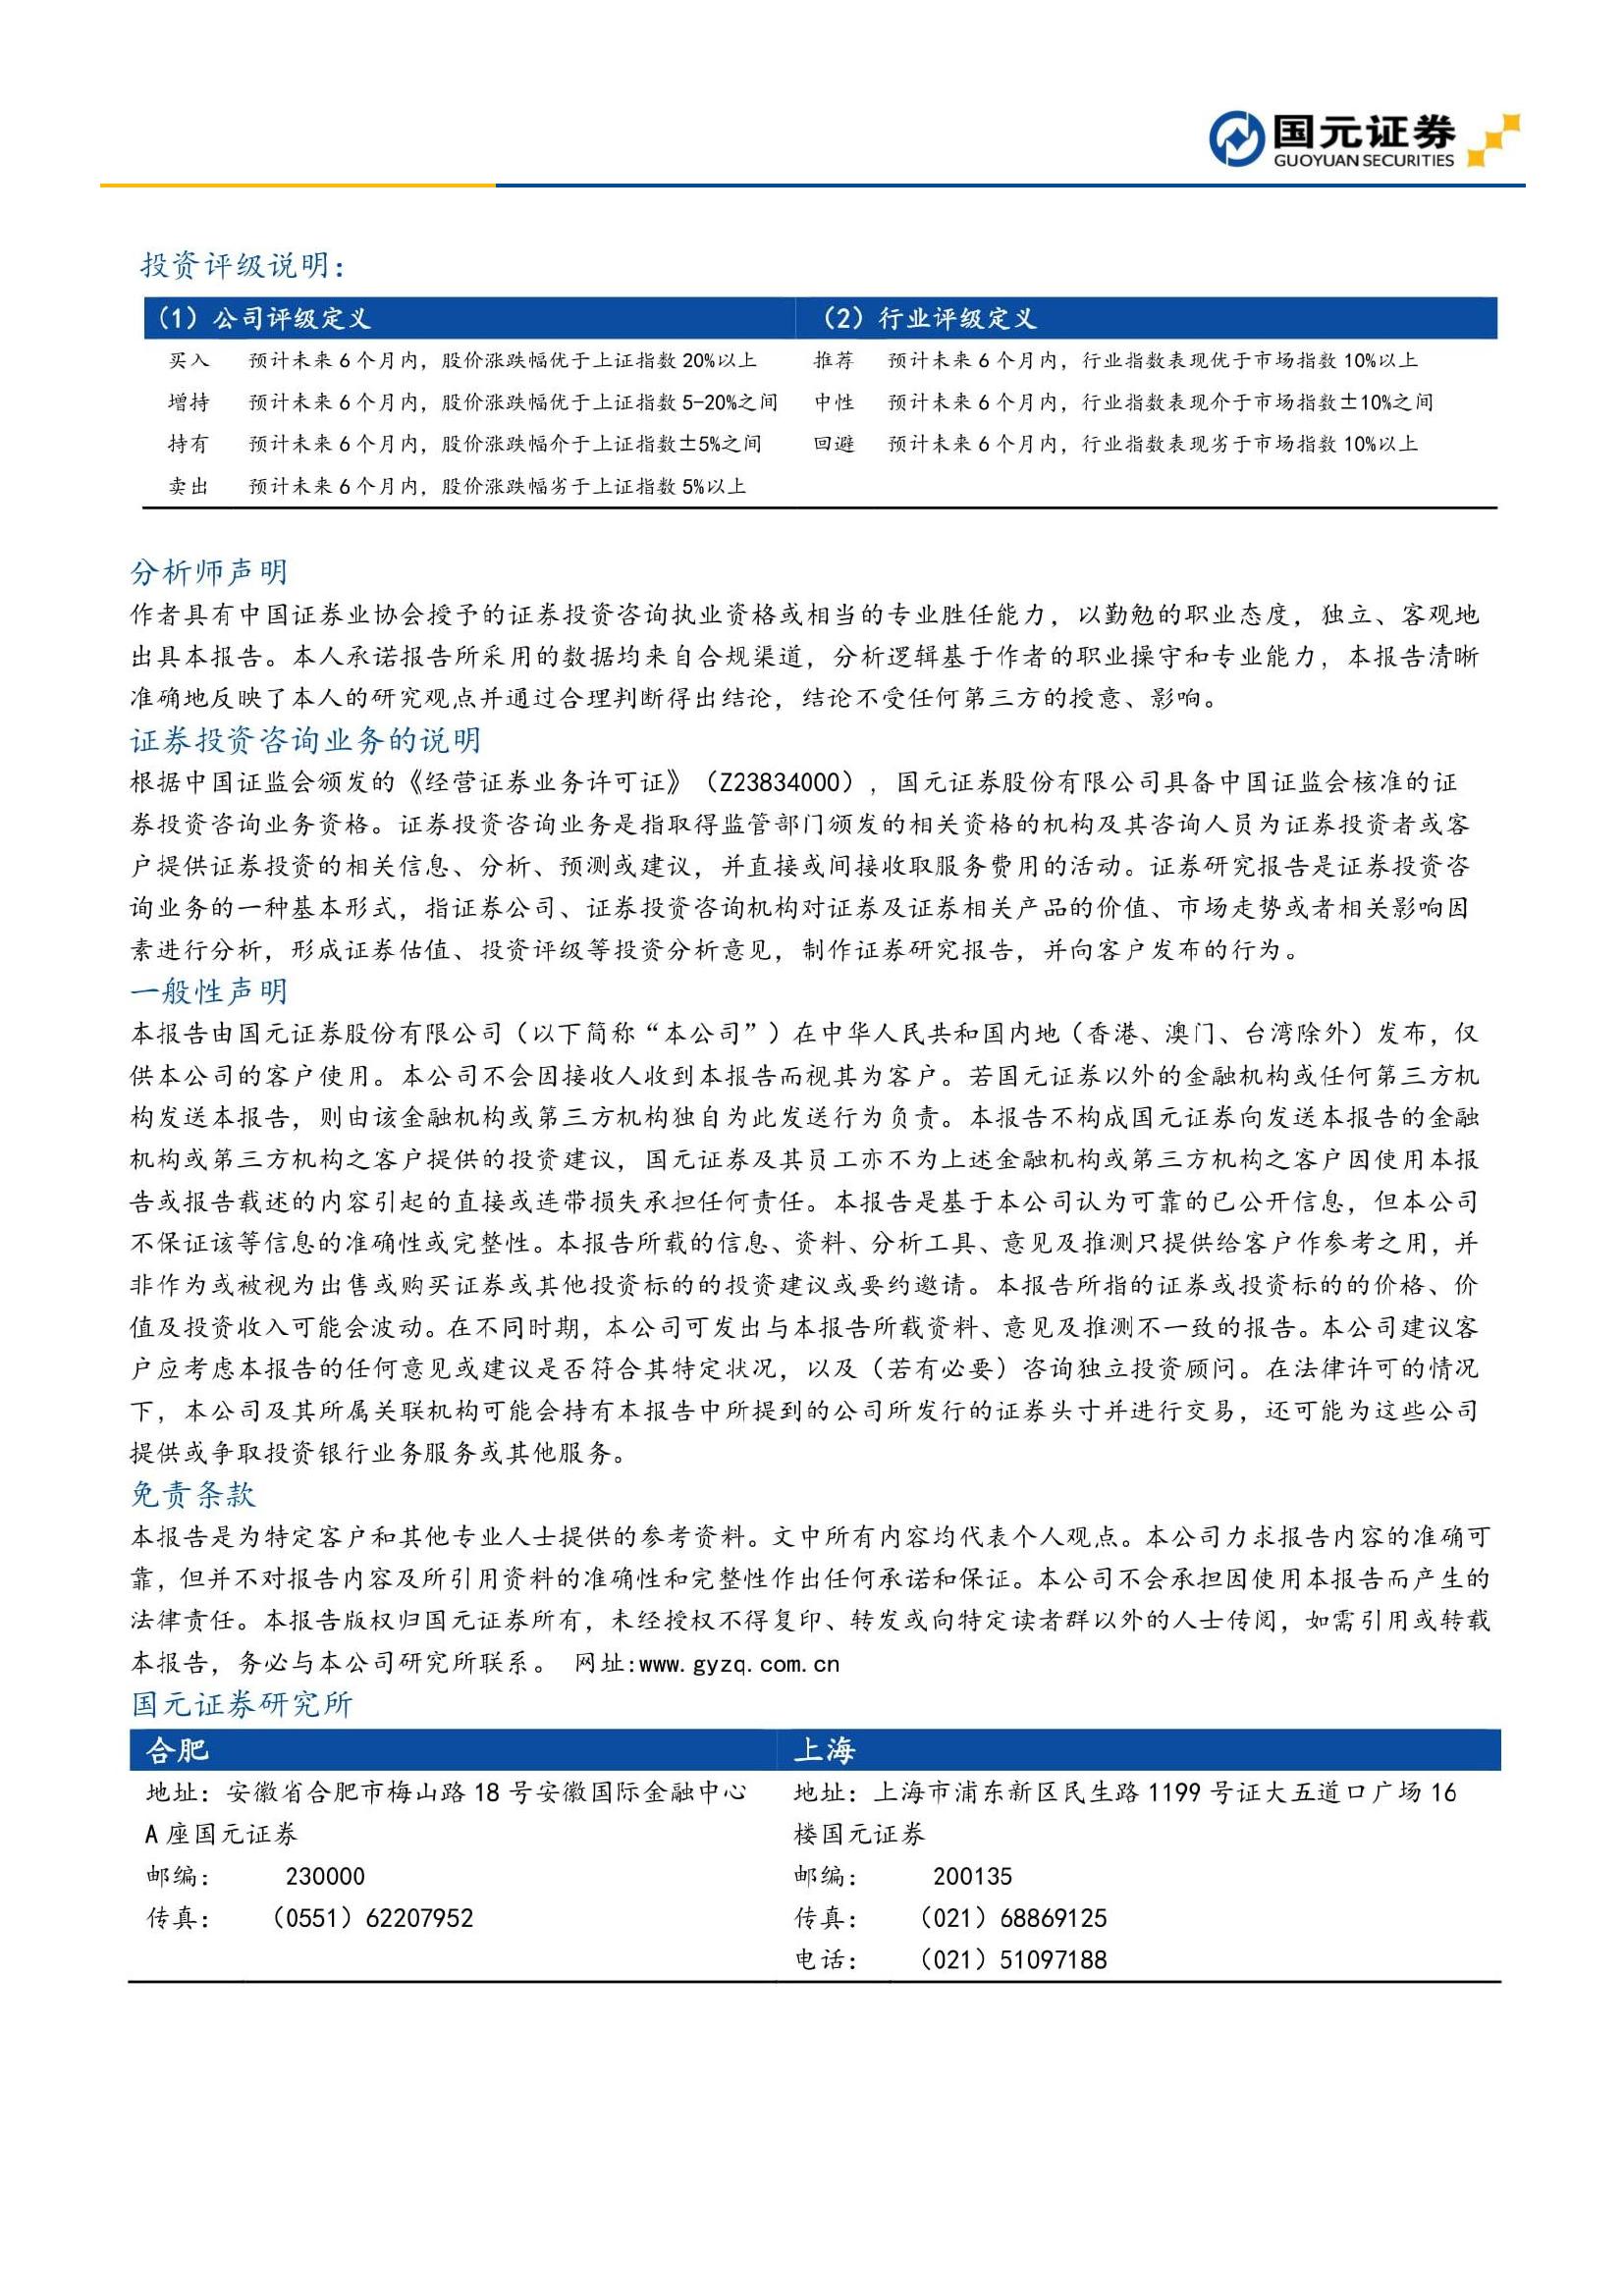 国元证券
GUOYUAN SECURITIES
投资评级说明：
（1）公司评级定义 （2）行业评级定义
买入 预计未来 6 个月内，股价涨跌幅优于上证指数 20%以上 推荐 预计未来 6 个月内，行业指数表现优于市场指数 10%以上
增持 预计未来 6 个月内，股价涨跌幅优于上证指数 5-20%之间 中性 预计未来 6 个月内，行业指数表现介于市场指数±10%之间
持有 预计未来 6 个月内，股价涨跌幅介于上证指数±5%之间 回避 预计未来 6 个月内，行业指数表现劣于市场指数 10%以上
卖出 预计未来 6 个月内，股价涨跌幅劣于上证指数 5%以上
分析师声明
作者具有中国证券业协会授予的证券投资咨询执业资格或相当的专业胜任能力，以勤勉的职业态度，独立、客观地
出具本报告。本人承诺报告所采用的数据均来自合规渠道，分析逻辑基于作者的职业操守和专业能力，本报告清晰
准确地反映了本人的研究观点并通过合理判断得出结论，结论不受任何第三方的授意、影响。
证券投资咨询业务的说明
根据中国证监会颁发的《经营证券业务许可证》（Z23834000），国元证券股份有限公司具备中国证监会核准的证
券投资咨询业务资格。证券投资咨询业务是指取得监管部门颁发的相关资格的机构及其咨询人员为证券投资者或客
户提供证券投资的相关信息、分析、预测或建议，并直接或间接收取服务费用的活动。证券研究报告是证券投资咨
询业务的一种基本形式，指证券公司、证券投资咨询机构对证券及证券相关产品的价值、市场走势或者相关影响因
素进行分析，形成证券估值、投资评级等投资分析意见，制作证券研究报告，并向客户发布的行为。
一般性声明
本报告由国元证券股份有限公司（以下简称“本公司”）在中华人民共和国内地（香港、澳门、台湾除外）发布，仅
供本公司的客户使用。本公司不会因接收人收到本报告而视其为客户。若国元证券以外的金融机构或任何第三方机
构发送本报告，则由该金融机构或第三方机构独自为此发送行为负责。本报告不构成国元证券向发送本报告的金融
机构或第三方机构之客户提供的投资建议，国元证券及其员工亦不为上述金融机构或第三方机构之客户因使用本报
告或报告载述的内容引起的直接或连带损失承担任何责任。本报告是基于本公司认为可靠的已公开信息，但本公司
不保证该等信息的准确性或完整性。本报告所载的信息、资料、分析工具、意见及推测只提供给客户作参考之用，并
非作为或被视为出售或购买证券或其他投资标的的投资建议或要约邀请。本报告所指的证券或投资标的的价格、价
值及投资收入可能会波动。在不同时期，本公司可发出与本报告所载资料、意见及推测不一致的报告。本公司建议客
户应考虑本报告的任何意见或建议是否符合其特定状况，以及（若有必要）咨询独立投资顾问。在法律许可的情况
下，本公司及其所属关联机构可能会持有本报告中所提到的公司所发行的证券头寸并进行交易，还可能为这些公司
提供或争取投资银行业务服务或其他服务。
免责条款
本报告是为特定客户和其他专业人士提供的参考资料。文中所有内容均代表个人观点。本公司力求报告内容的准确可
靠，但并不对报告内容及所引用资料的准确性和完整性作出任何承诺和保证。本公司不会承担因使用本报告而产生的
法律责任。本报告版权归国元证券所有，未经授权不得复印、转发或向特定读者群以外的人士传阅，如需引用或转载
本报告，务必与本公司研究所联系。 网址:www.gyzq.com.cn
国元证券研究所
合肥 上海
地址：安徽省合肥市梅山路 18 号安徽国际金融中心 地址：上海市浦东新区民生路 1199 号证大五道口广场 16
A 座国元证券 楼国元证券
邮编： 230000 邮编： 200135
传真：（0551）62207952 传真：（021）68869125
电话：（021）51097188